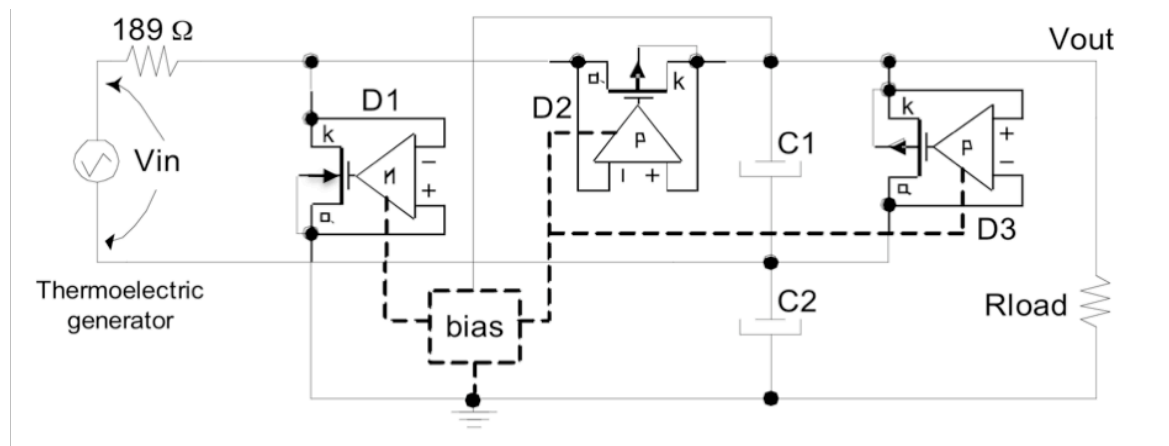 189 Ω
Vout
D1
D2
k
k
k
a
a
a
Vin
N
P
P
−
+
−
+
+
−
C1
D3
Thermoelectric
generator
bias
C2
Rload